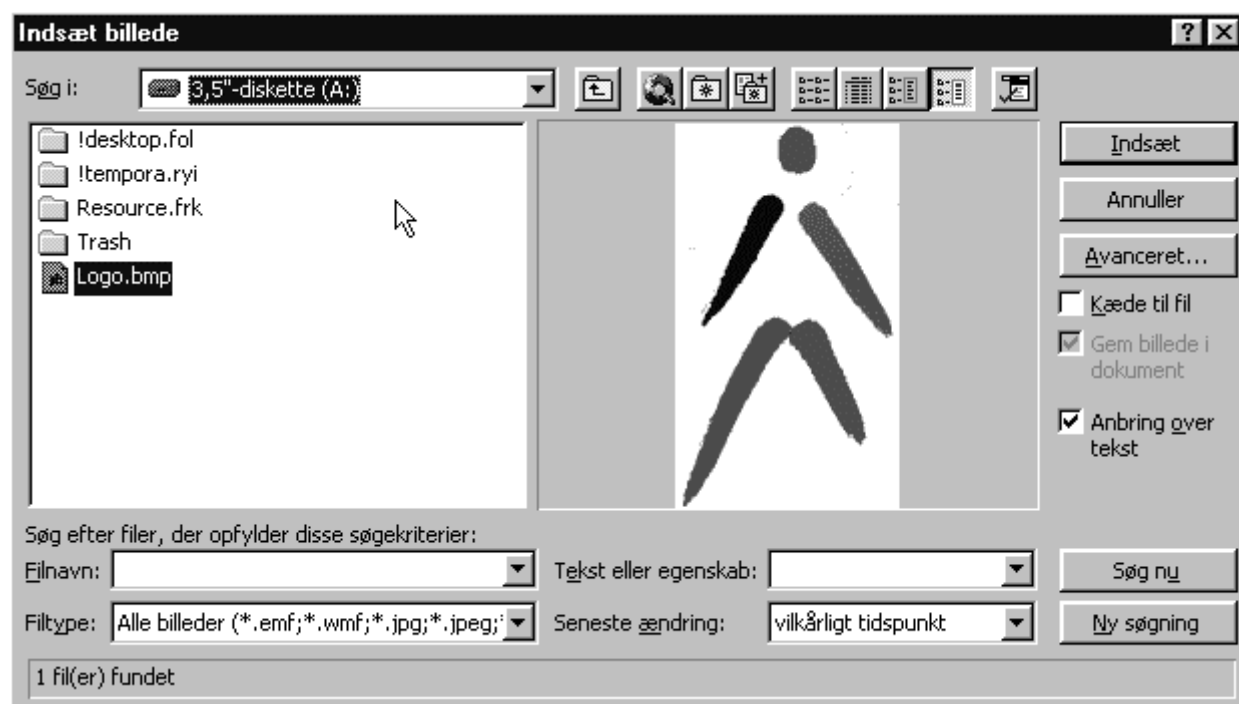 Indsæt billede
Søg i:
3,5"-diskette (A:)
!desktop.fol
!tempora.ryi
Resource.frk
Trash
Logo.bmp
Indsæt
Annuller
Avanceret...
Kæde til fil
Gem billede i
dokument
Anbring over
tekst
Søg efter filer, der opfylder disse søgekriterier:
Filnavn:
Tekst eller egenskab:
Søg nu
Filtype: Alle billeder (*.emf;*.wmf;*.jpg;*.jpeg;*
Seneste ændring: vilkårligt tidspunkt
Ny søgning
1 fil(er) fundet